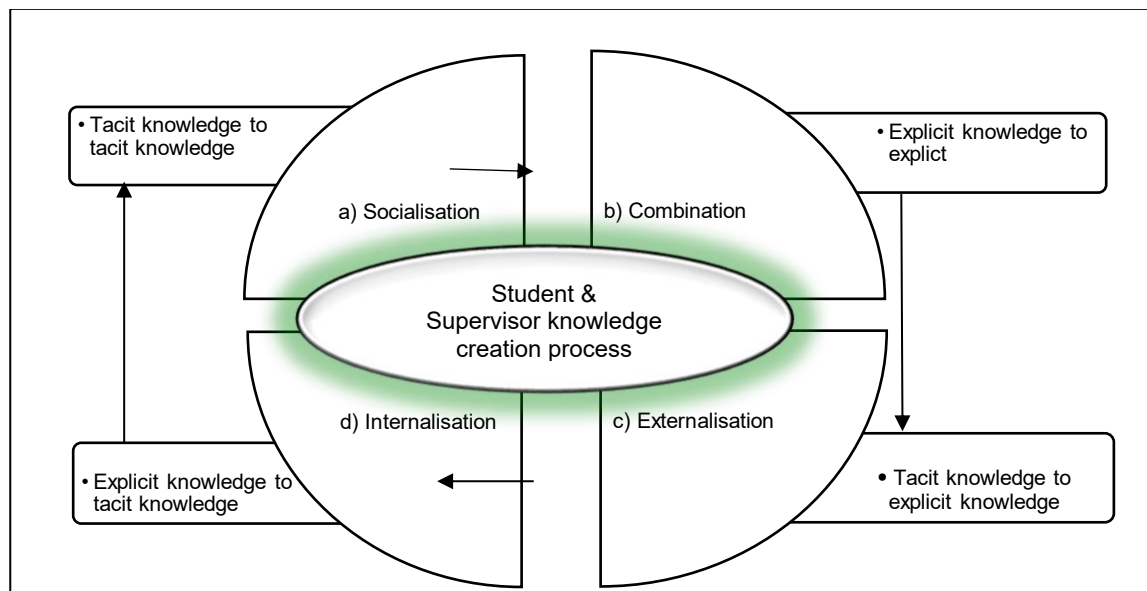 • Tacit knowledge to
tacit knowledge
• Explicit knowledge to
explict
a) Socialisation
b) Combination
Student &
Supervisor knowledge
creation process
d) Internalisation
c) Externalisation
• Explicit knowledge to
tacit knowledge
• Tacit knowledge to
explicit knowledge